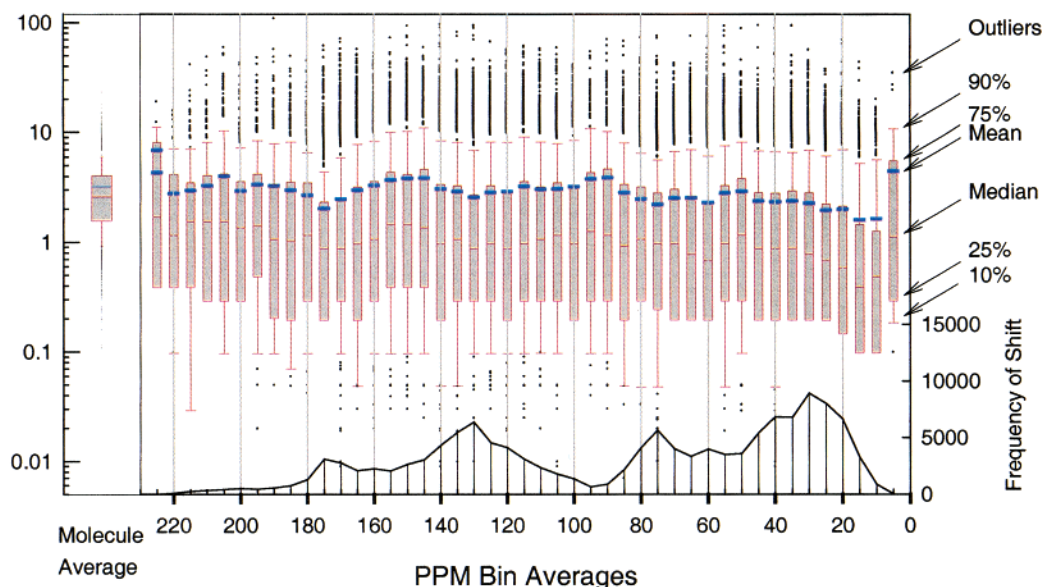 100
10
1
0.1
0.01
Outliers
90%
75%
Mean
Median
25%
10%
15000
10000
5000
0
Frequency of Shift
Molecule
Average
220 200 180 160 140 120 100 80 60 40 20 0
PPM Bin Averages